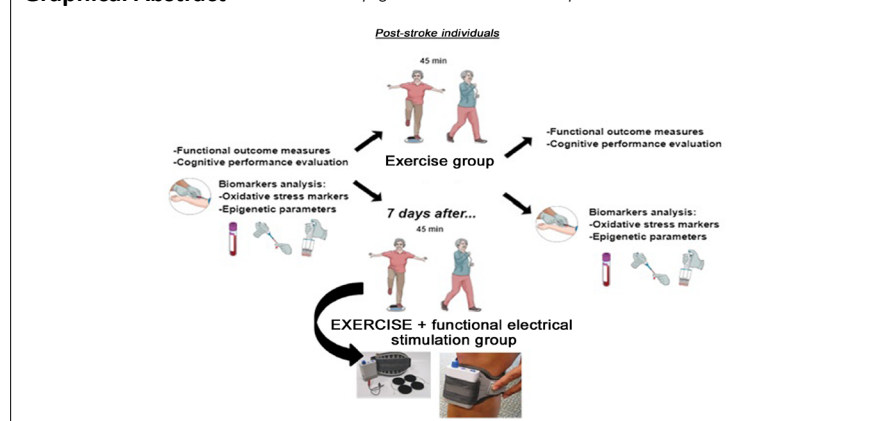 Post-stroke individuals
45 min
-Functional outcome measures
-Cognitive performance evaluation
Exercise group
-Functional outcome measures
-Cognitive performance evaluation
Biomarkers analysis:
-Oxidative stress markers
-Epigenetic parameters
7 days after...
45 min
Biomarkers analysis:
-Oxidative stress markers
-Epigenetic parameters
EXERCISE + functional electrical
stimulation group